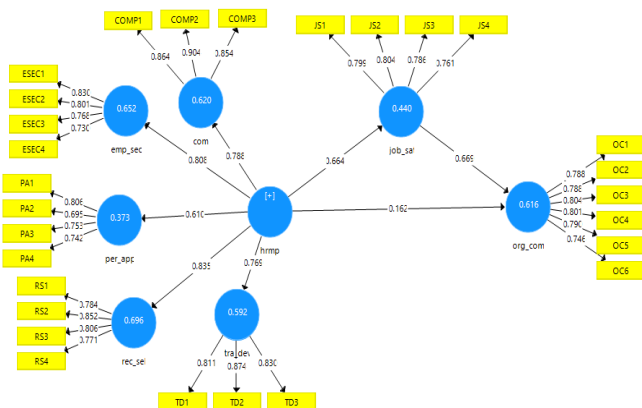 COMP1
COMP2
COMP3
JS1
JS2
JS3
JS4
0.864
0.904
0.854
0.799
0.804
0.786
0.761
ESEC1
ESEC2
ESEC3
ESEC4
0.830
0.801
0.768
0.730
0.652
emp_sec
0.620
com
0.440
job_sa
0.808
0.788
0.664
0.669
OC1
OC2
OC3
OC4
OC5
OC6
0.788
0.788
0.804
0.801
0.790
0.746
0.616
org_com
PA1
PA2
PA3
PA4
0.806
0.695
0.753
0.742
0.373
per_app
0.610
[+]
hrmp
0.162
RS1
RS2
RS3
RS4
0.784
0.852
0.806
0.771
0.696
rec_se
0.835
0.769
0.592
tra_dev
0.811
0.874
0.830
TD1
TD2
TD3